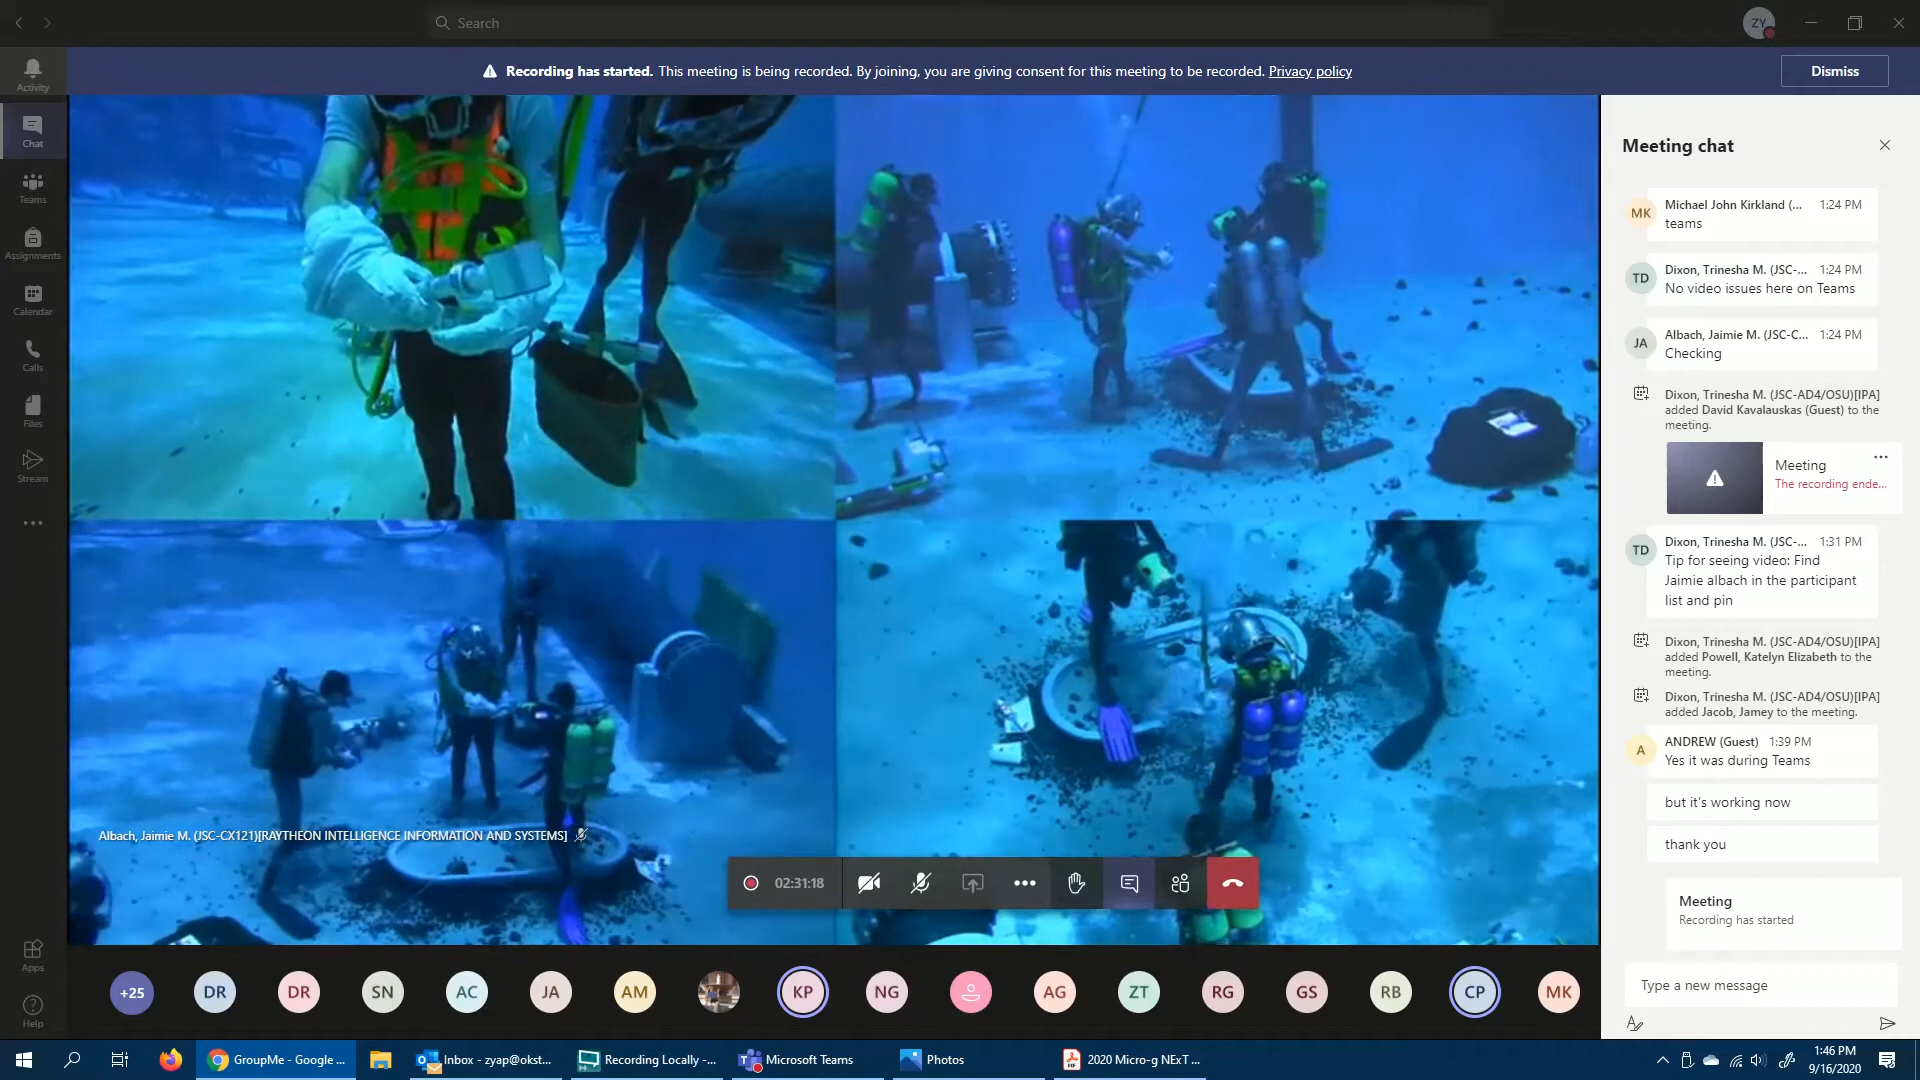 Search
ZY
Recording has started. This meeting is being recorded. By joining, you are giving consent for this meeting to be recorded. Privacy policy
Dismiss
Activity
Chat
Teams
Assignments
Calendar
Calls
Files
Stream
Apps
Help
Albach, Jaimie M. (JSC-CX121)[RAYTHEON INTELLIGENCE INFORMATION AND SYSTEMS]
02:31:18
+25
DR
DR
SN
AC
JA
AM
KP
NG
AG
ZT
RG
GS
RB
CP
MK
Meeting chat
MK
Michael John Kirkland (... 1:24 PM
teams
TD
Dixon, Trinesha M. (JSC-... 1:24 PM
No video issues here on Teams
JA
Albach, Jaimie M. (JSC-C... 1:24 PM
Checking
Dixon, Trinesha M. (JSC-AD4/OSU)[IPA]
added David Kavalauskas (Guest) to the
meeting.
Meeting
The recording ende...
TD
Dixon, Trinesha M. (JSC-... 1:31 PM
Tip for seeing video: Find
Jaimie albach in the participant
list and pin
Dixon, Trinesha M. (JSC-AD4/OSU)[IPA]
added Powell, Katelyn Elizabeth to the
meeting.
Dixon, Trinesha M. (JSC-AD4/OSU)[IPA]
added Jacob, Jamey to the meeting.
A
ANDREW (Guest) 1:39 PM
Yes it was during Teams
but it's working now
thank you
Meeting
Recording has started
Type a new message
GroupMe - Google ...
Inbox - zyap@okst...
Recording Locally -...
Microsoft Teams
Photos
2020 Micro-g NExT ...
1:46 PM
9/16/2020